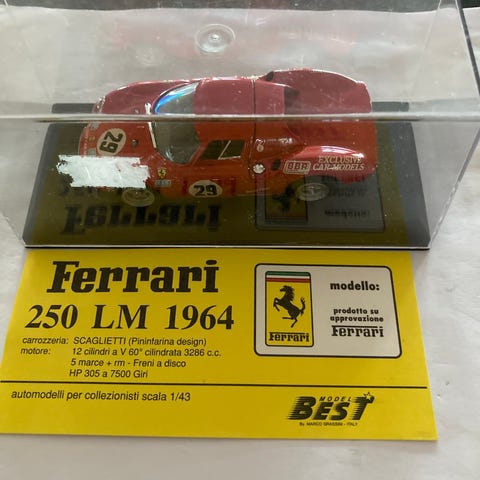 29
29
BBR
EXCLUSIVE
CAR MODELS
Ferrari
Ferrari
250 LM 1964
carrozzeria: SCAGLIETTI (Pininfarina design)
motore: 12 cilindri a V 60° cilindrata 3286 c.c.
5 marce + rm - Freni a disco
HP 305 a 7500 Giri
Ferrari
modello:
prodotto su
approvazione
Ferrari
automodelli per collezionisti scala 1/43
MODEL
BEST
By MARCO GRASSINI - ITALY